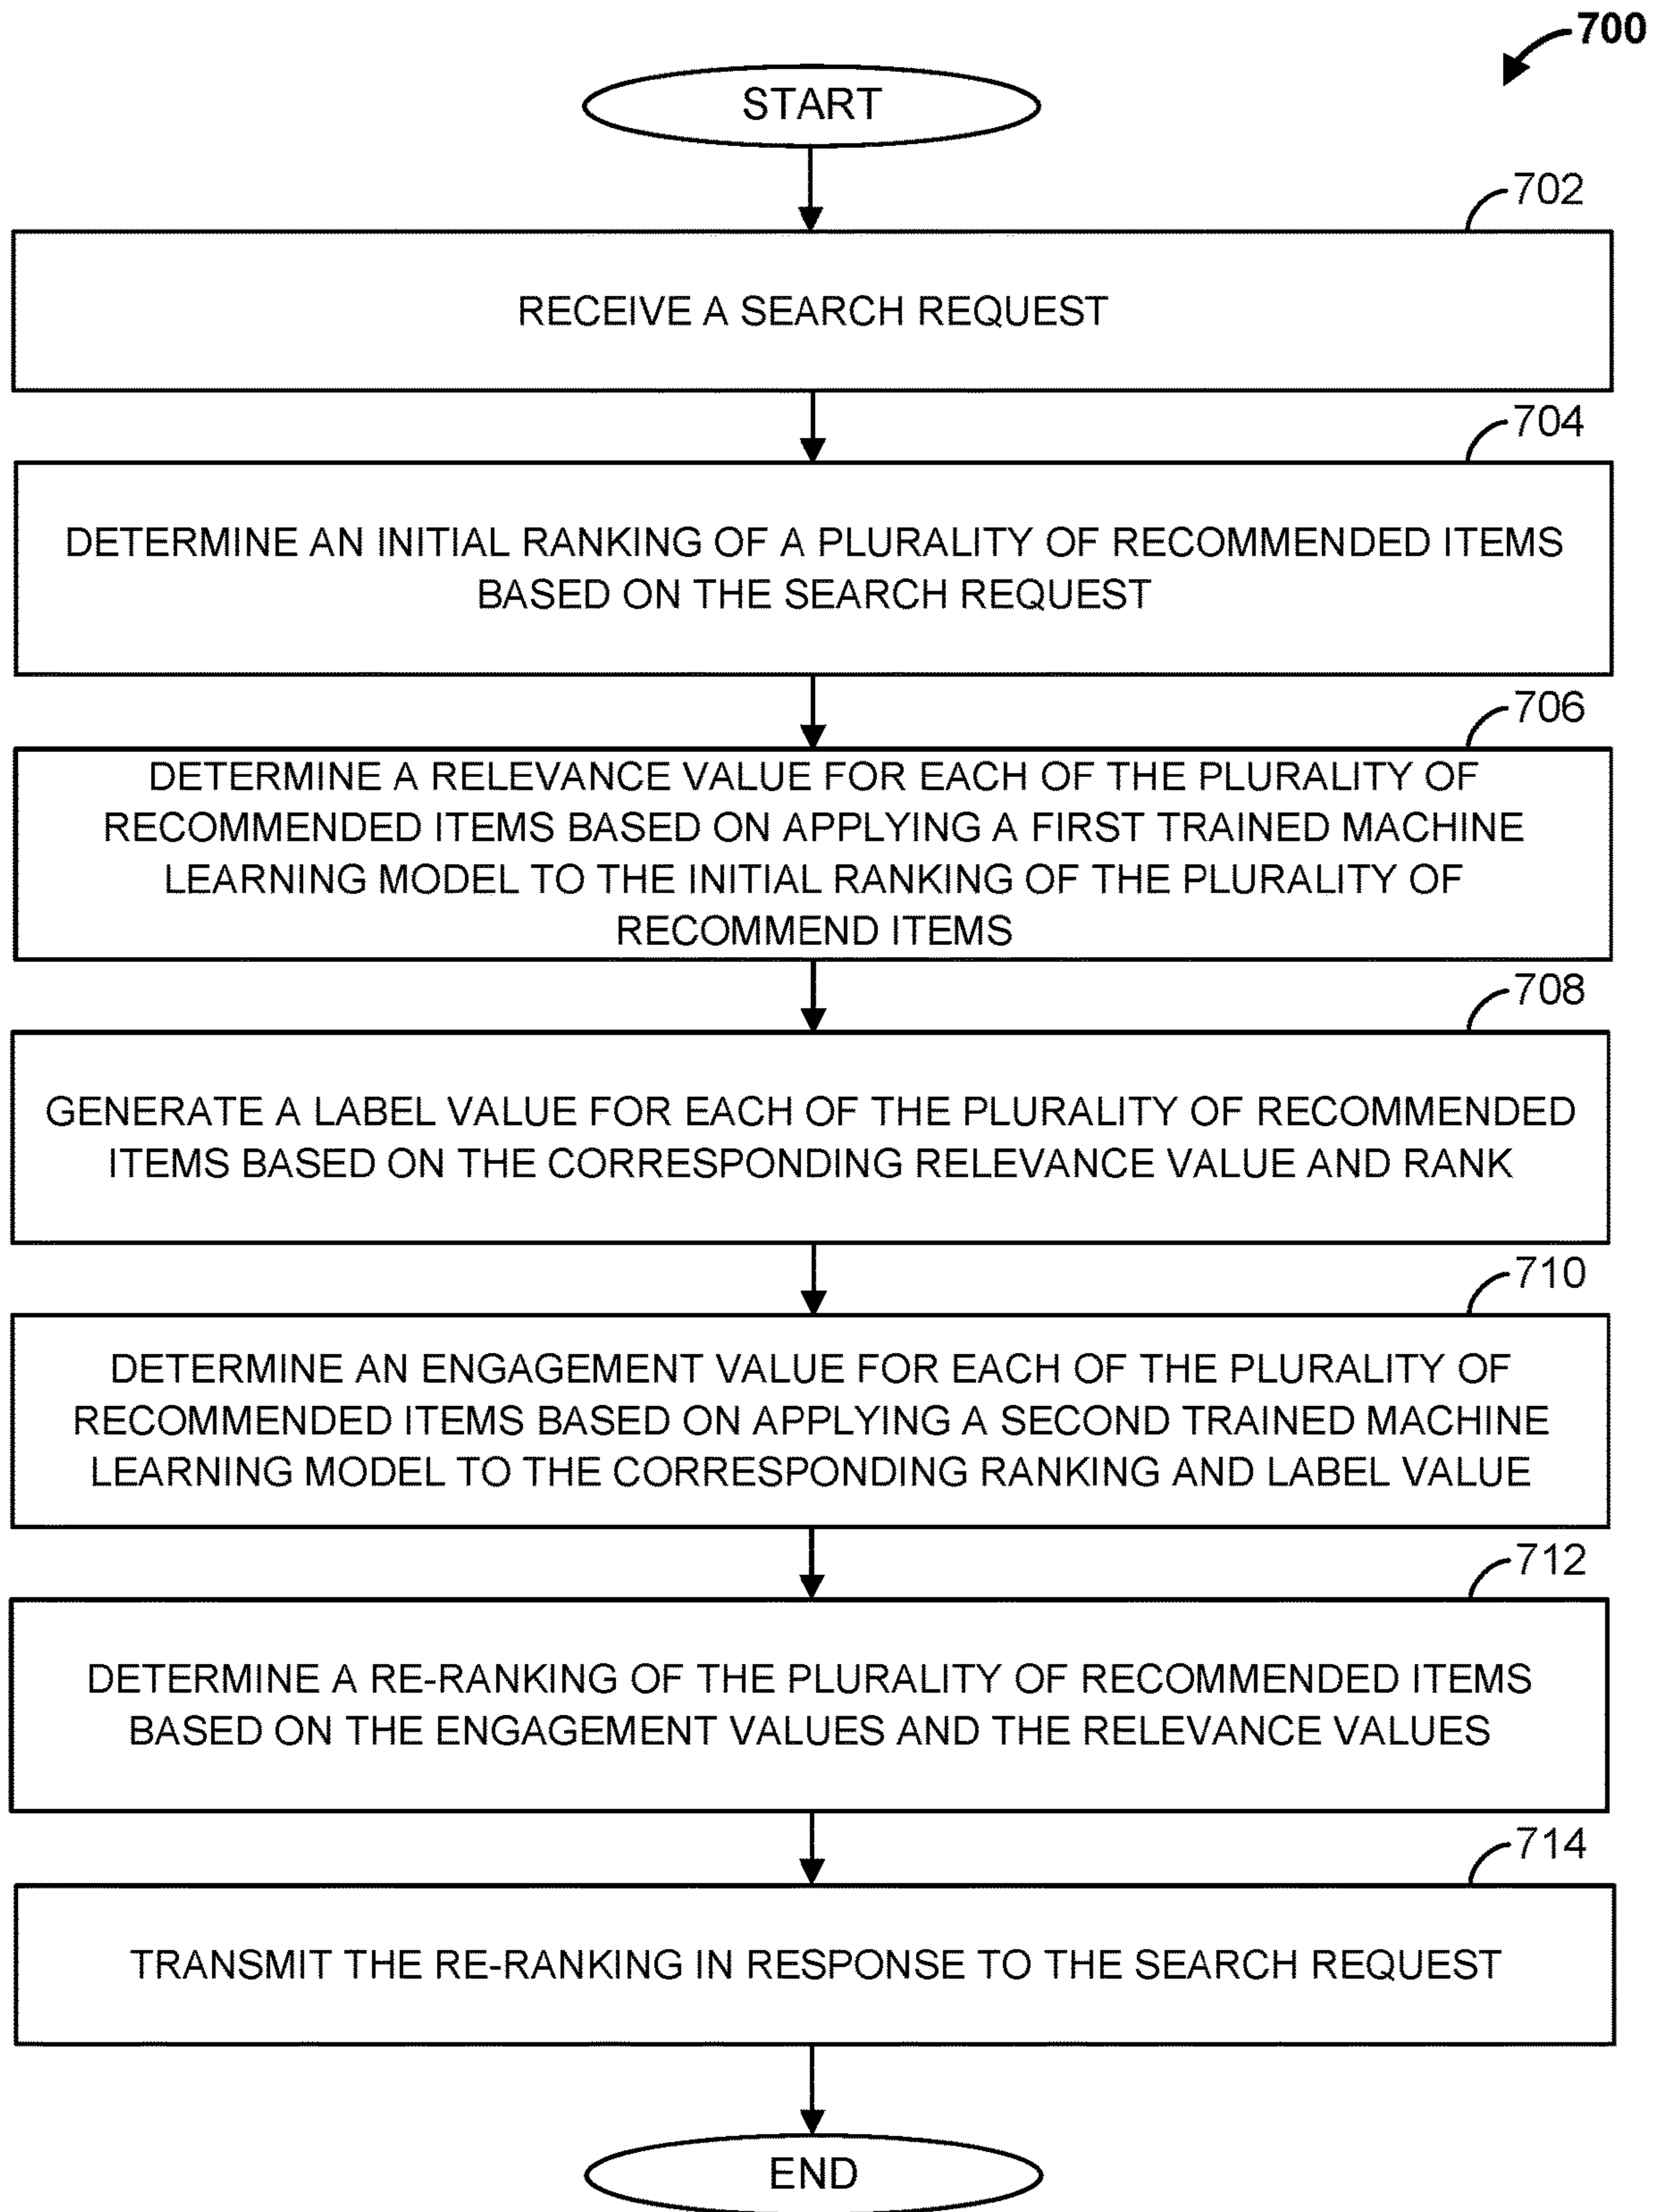 700
START
702
RECEIVE A SEARCH REQUEST
704
DETERMINE AN INITIAL RANKING OF A PLURALITY OF RECOMMENDED ITEMS
BASED ON THE SEARCH REQUEST
706
DETERMINE A RELEVANCE VALUE FOR EACH OF THE PLURALITY OF
RECOMMENDED ITEMS BASED ON APPLYING A FIRST TRAINED MACHINE
LEARNING MODEL TO THE INITIAL RANKING OF THE PLURALITY OF
RECOMMEND ITEMS
708
GENERATE A LABEL VALUE FOR EACH OF THE PLURALITY OF RECOMMENDED
ITEMS BASED ON THE CORRESPONDING RELEVANCE VALUE AND RANK
710
DETERMINE AN ENGAGEMENT VALUE FOR EACH OF THE PLURALITY OF
RECOMMENDED ITEMS BASED ON APPLYING A SECOND TRAINED MACHINE
LEARNING MODEL TO THE CORRESPONDING RANKING AND LABEL VALUE
712
DETERMINE A RE-RANKING OF THE PLURALITY OF RECOMMENDED ITEMS
BASED ON THE ENGAGEMENT VALUES AND THE RELEVANCE VALUES
714
TRANSMIT THE RE-RANKING IN RESPONSE TO THE SEARCH REQUEST
END